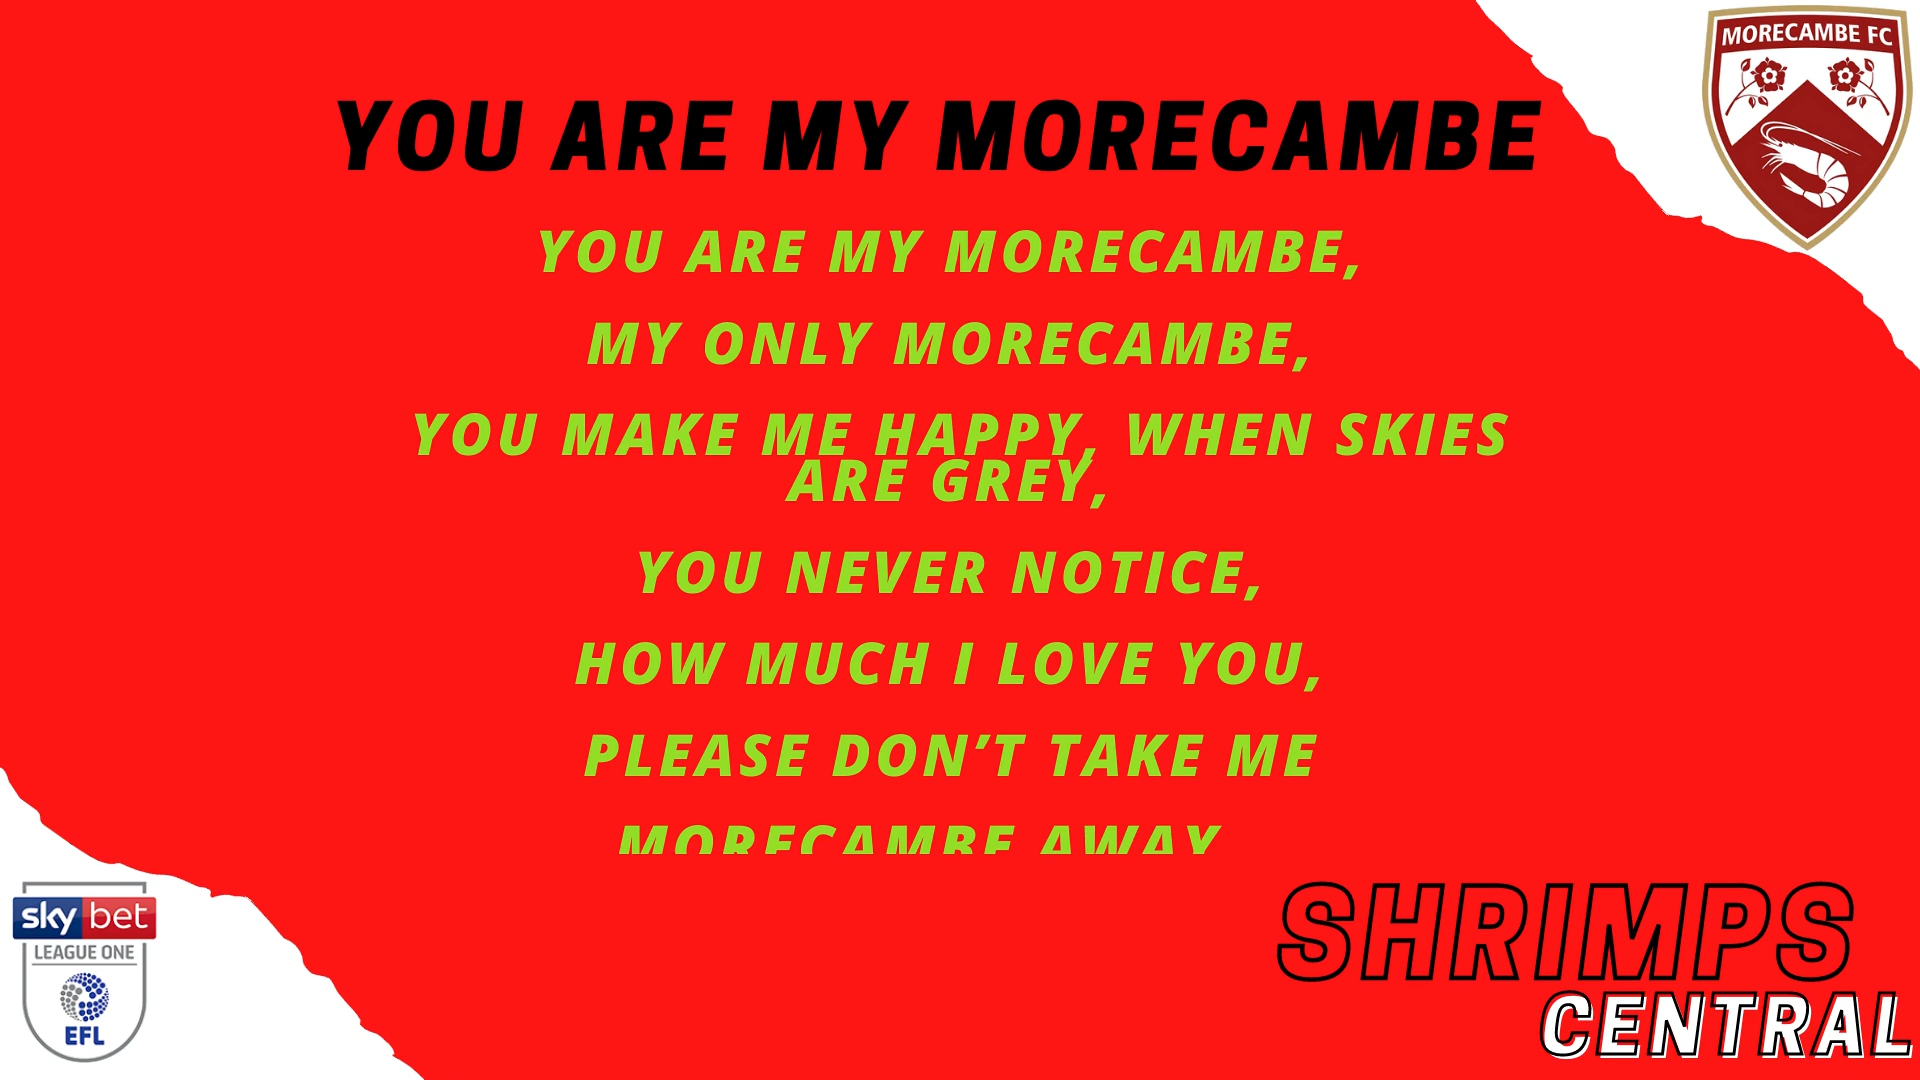 MORECAMBE FC
YOU ARE MY MORECAMBE
YOU ARE MY MORECAMBE,
MY ONLY MORECAMBE,
YOU MAKE ME HAPPY, WHEN SKIES
ARE GREY,
YOU NEVER NOTICE,
HOW MUCH I LOVE YOU,
PLEASE DON’T TAKE ME
MORECAMBE AWAY
sky bet
LEAGUE ONE
EFL
SHRIMPS
CENTRAL